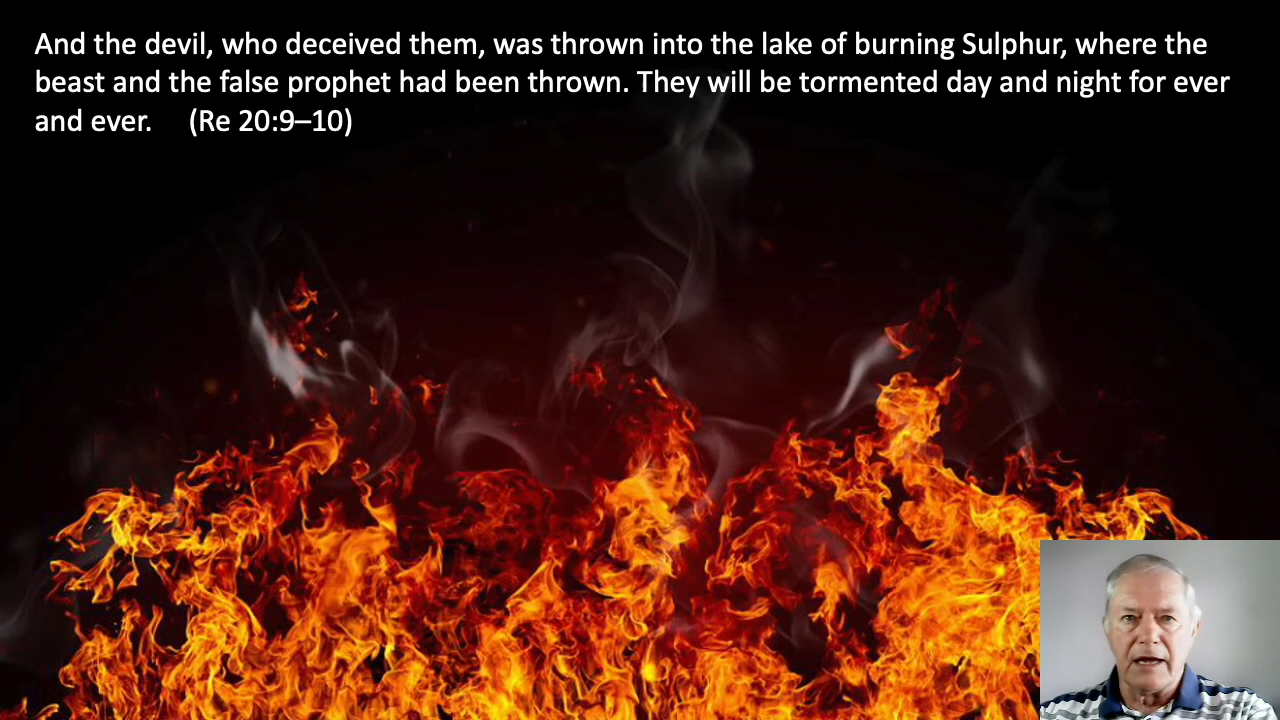 And the devil, who deceived them, was thrown into the lake of burning Sulphur, where the
beast and the false prophet had been thrown. They will be tormented day and night for ever
and ever. (Re 20:9–10)